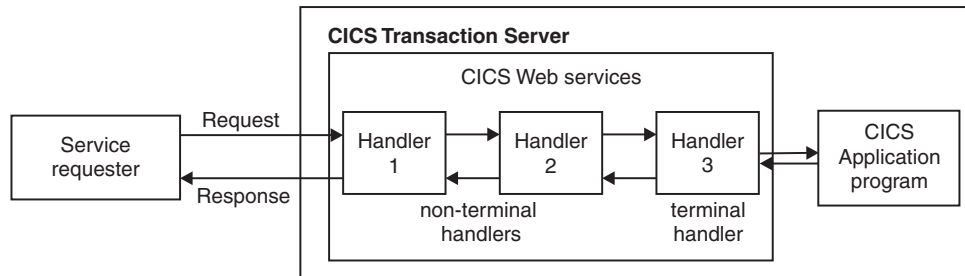 CICS Transaction Server
CICS Web services
Request
Service
requester
Response
Handler
1
Handler
2
Handler
3
non-terminal
handlers
terminal
handler
CICS
Application
program